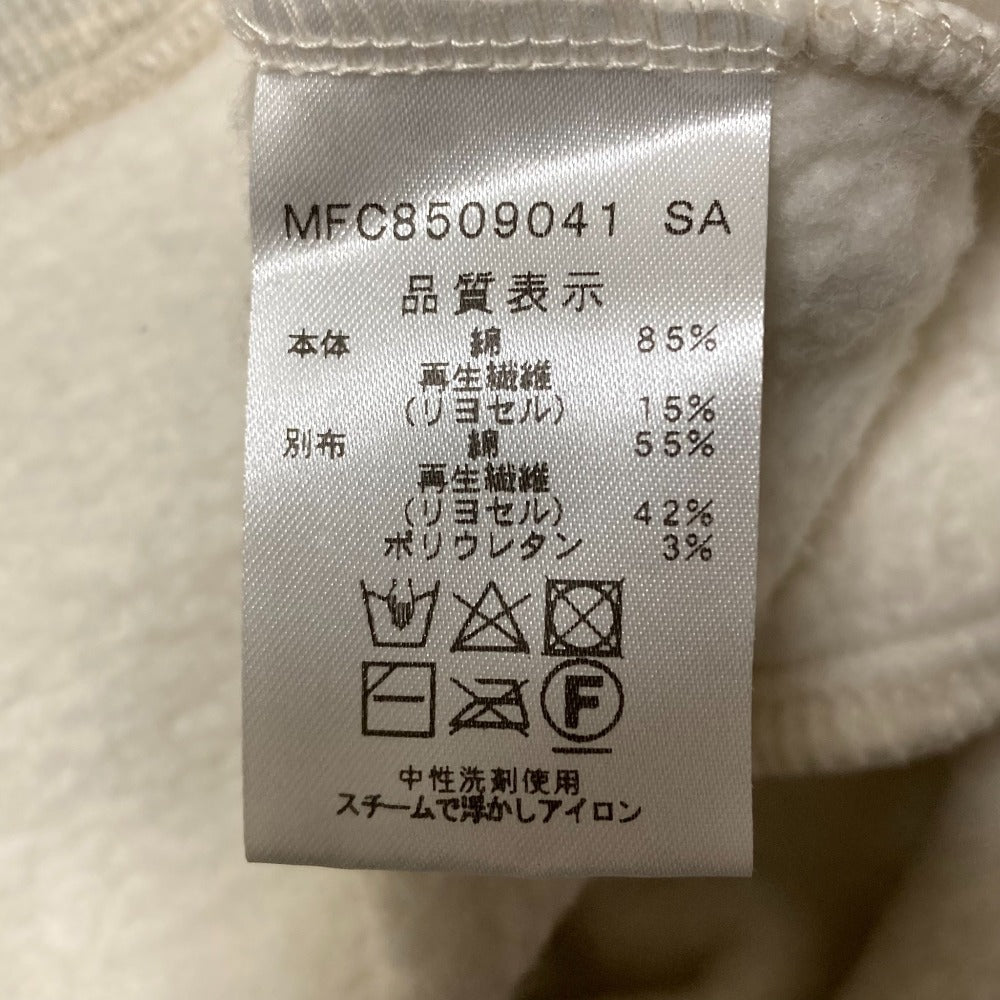 MFC8509041 SA
品質表示
本体 綿 85%
再生繊維
(リヨセル) 15%
別布 綿 55%
再生繊維
(リヨセル) 42%
ポリウレタン 3%
F
中性洗剤使用
スチームで浮かしアイロン